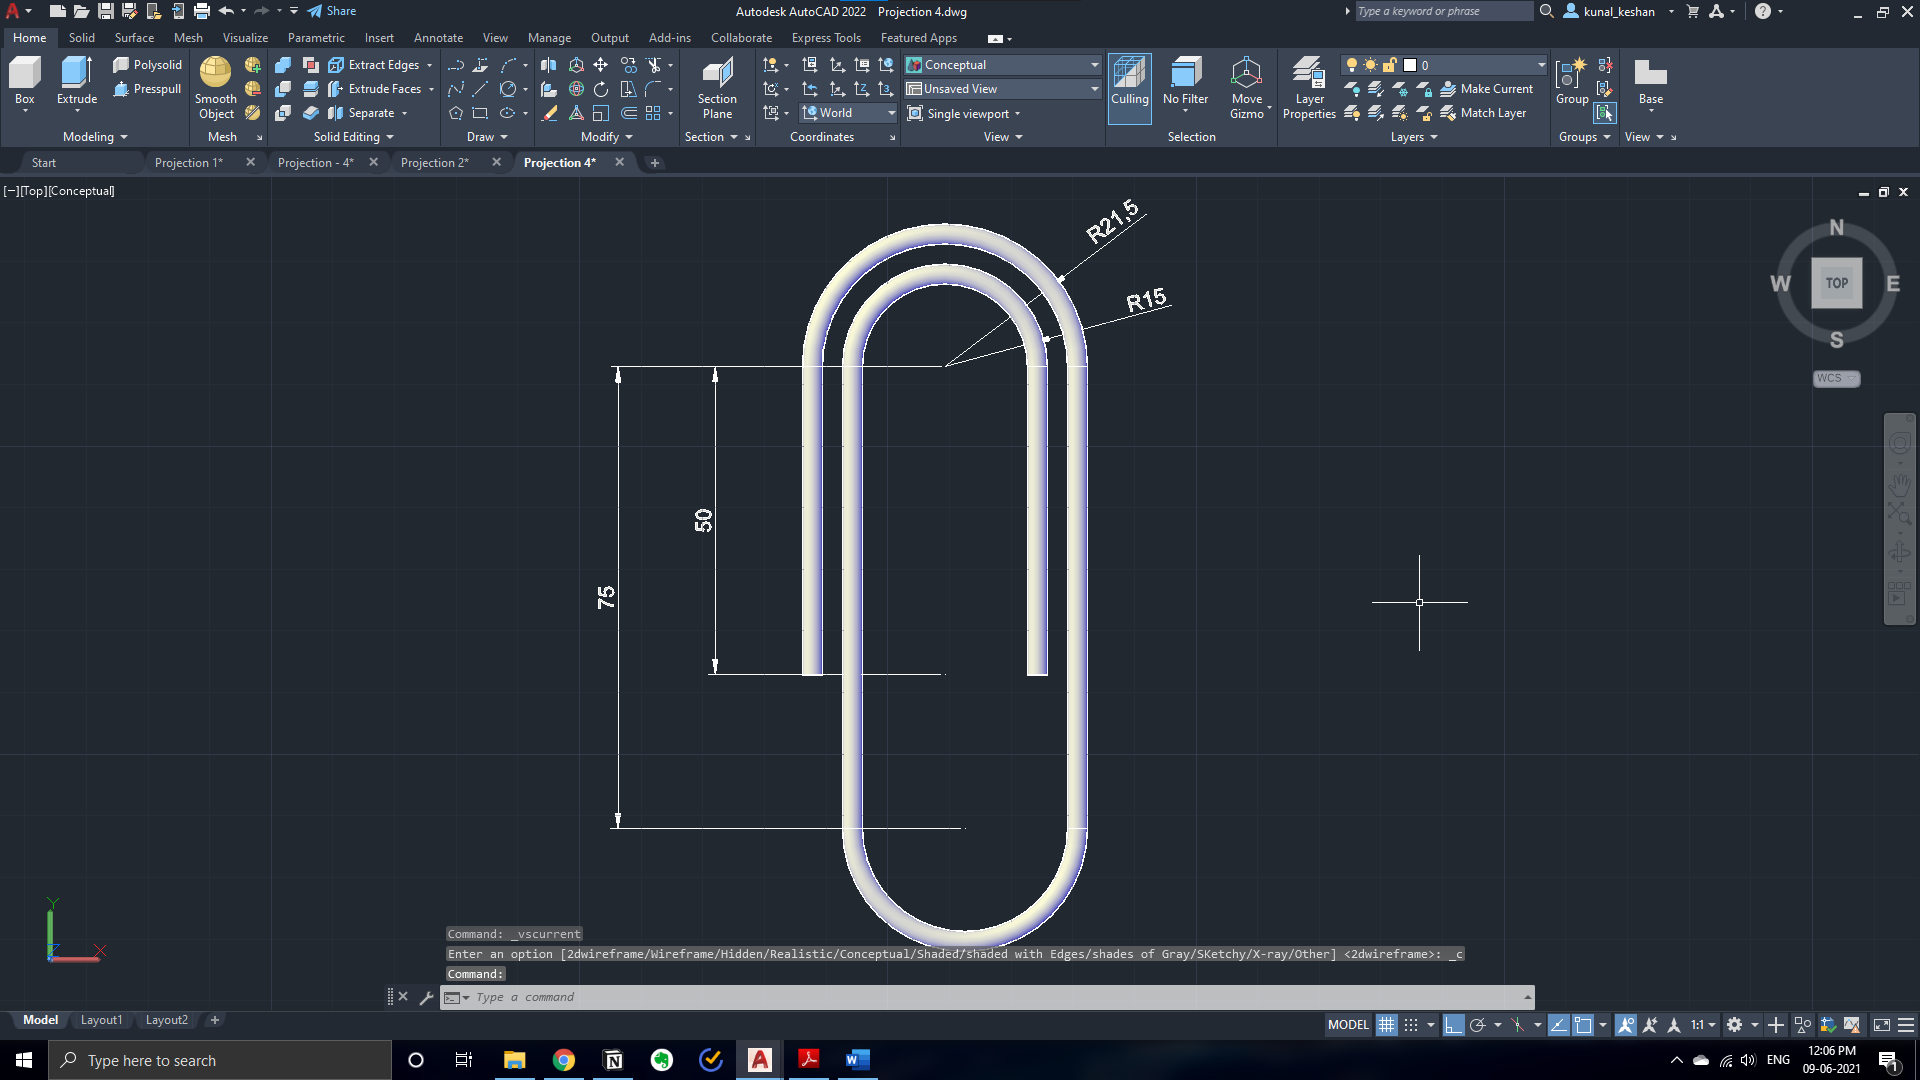 Share
Autodesk AutoCAD 2022 Projection 4.dwg
Type a keyword or phrase
kunal_keshan
Home Solid Surface Mesh Visualize Parametric Insert Annotate View Manage Output Add-ins Collaborate Express Tools Featured Apps
Box
Extrude
Polysolid
Presspull
Modeling
Smooth
Object
Mesh
Extract Edges
Extrude Faces
Separate
Solid Editing
Draw
Modify
Section
Plane
Section
World
Coordinates
Conceptual
Unsaved View
Single viewport
View
Culling
No Filter
Move
Gizmo
Selection
Layer
Properties
0
Make Current
Match Layer
Layers
Group
Groups
Base
View
Start Projection 1* Projection - 4* Projection 2* Projection 4*
[−][Top][Conceptual]
R21,5
R15
50
75
N
W TOP E
S
WCS
Y
X
Command: _vscurrent
Enter an option [2dwireframe/Wireframe/Hidden/Realistic/Conceptual/Shaded/shaded with Edges/shades of Gray/SKetchy/X-ray/Other] <2dwireframe>: _c
Command:
Type a command
Model Layout1 Layout2
MODEL 1:1
Type here to search
ENG
12:06 PM
09-06-2021
1